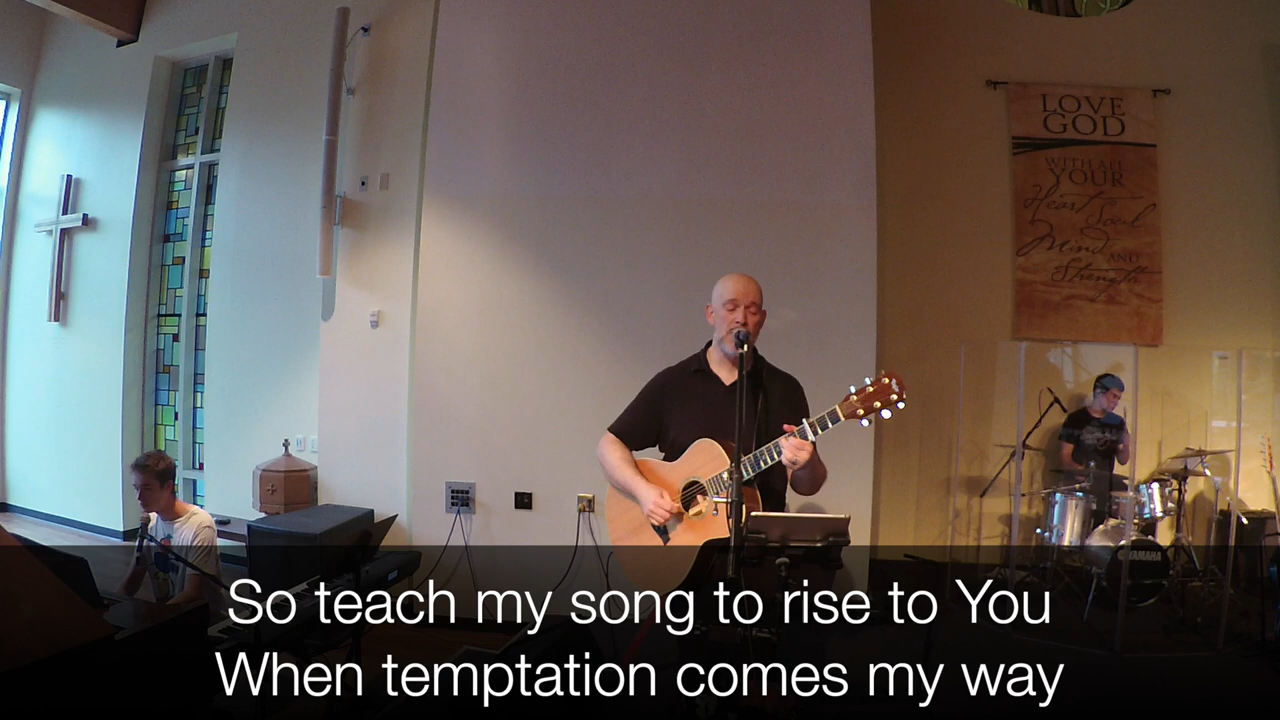 LOVE
GOD
WITH ALL
YOUR
Heart Soul
Mind AND
Strength
YAMAHA
So teach my song to rise to You
When temptation comes my way